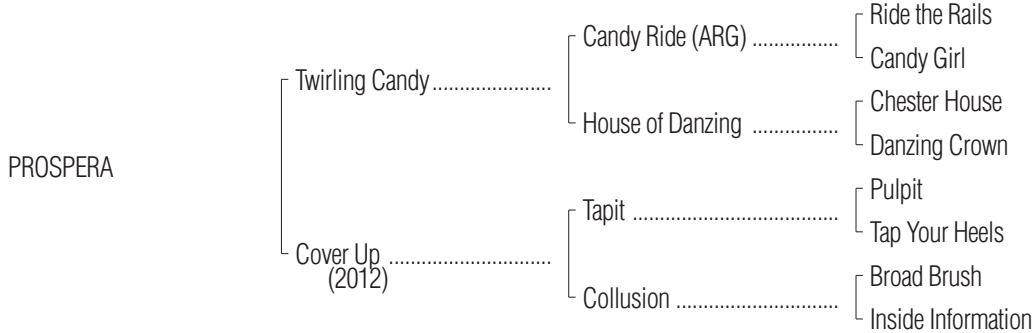 Ride the Rails
Candy Ride (ARG) ................
Candy Girl
Twirling Candy ......................
Chester House
House of Danzing ................
Danzing Crown
PROSPERA
Pulpit
Tapit ......................................
Tap Your Heels
Cover Up ..............................
(2012)
Broad Brush
Collusion ..............................
Inside Information